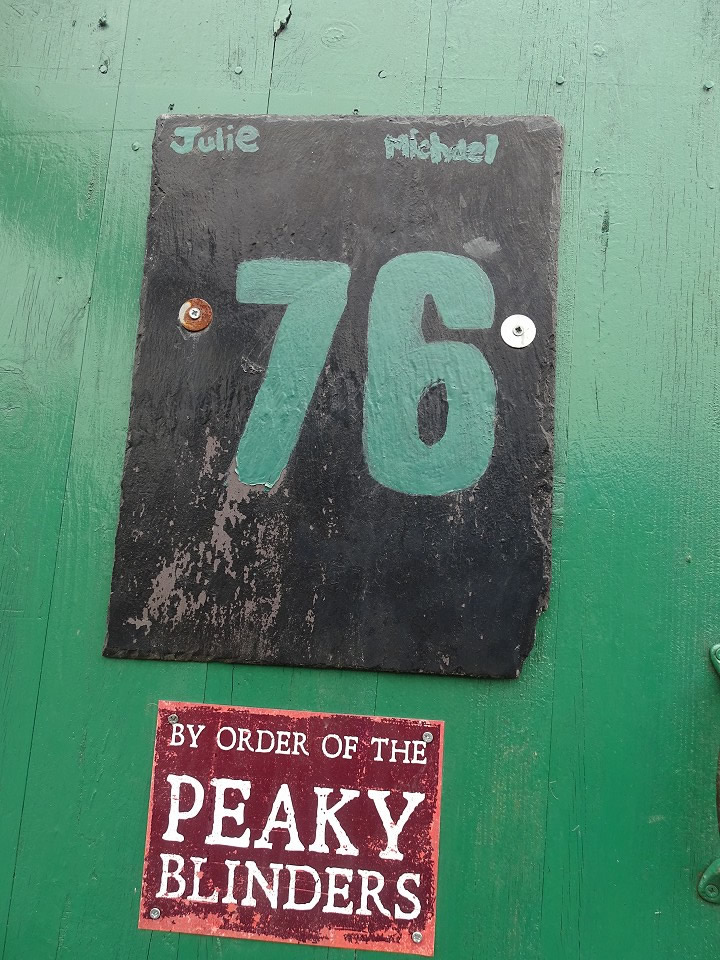 Julie Michael
76
BY ORDER OF THE
PEAKY
BLINDERS